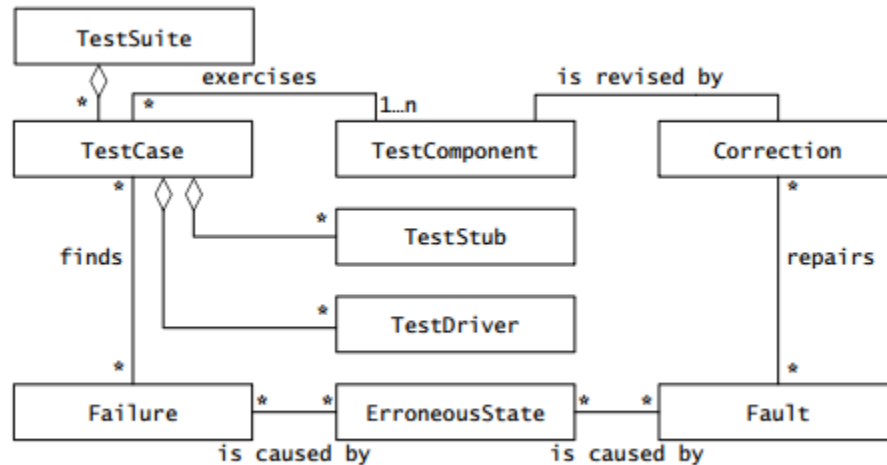 TestSuite
exercises
is revised by
* *
1…n
TestCase
TestComponent
Correction
*
*
*
TestStub
finds
repairs
*
TestDriver
*
*
Failure
* *
ErroneousState
* *
Fault
is caused by
is caused by